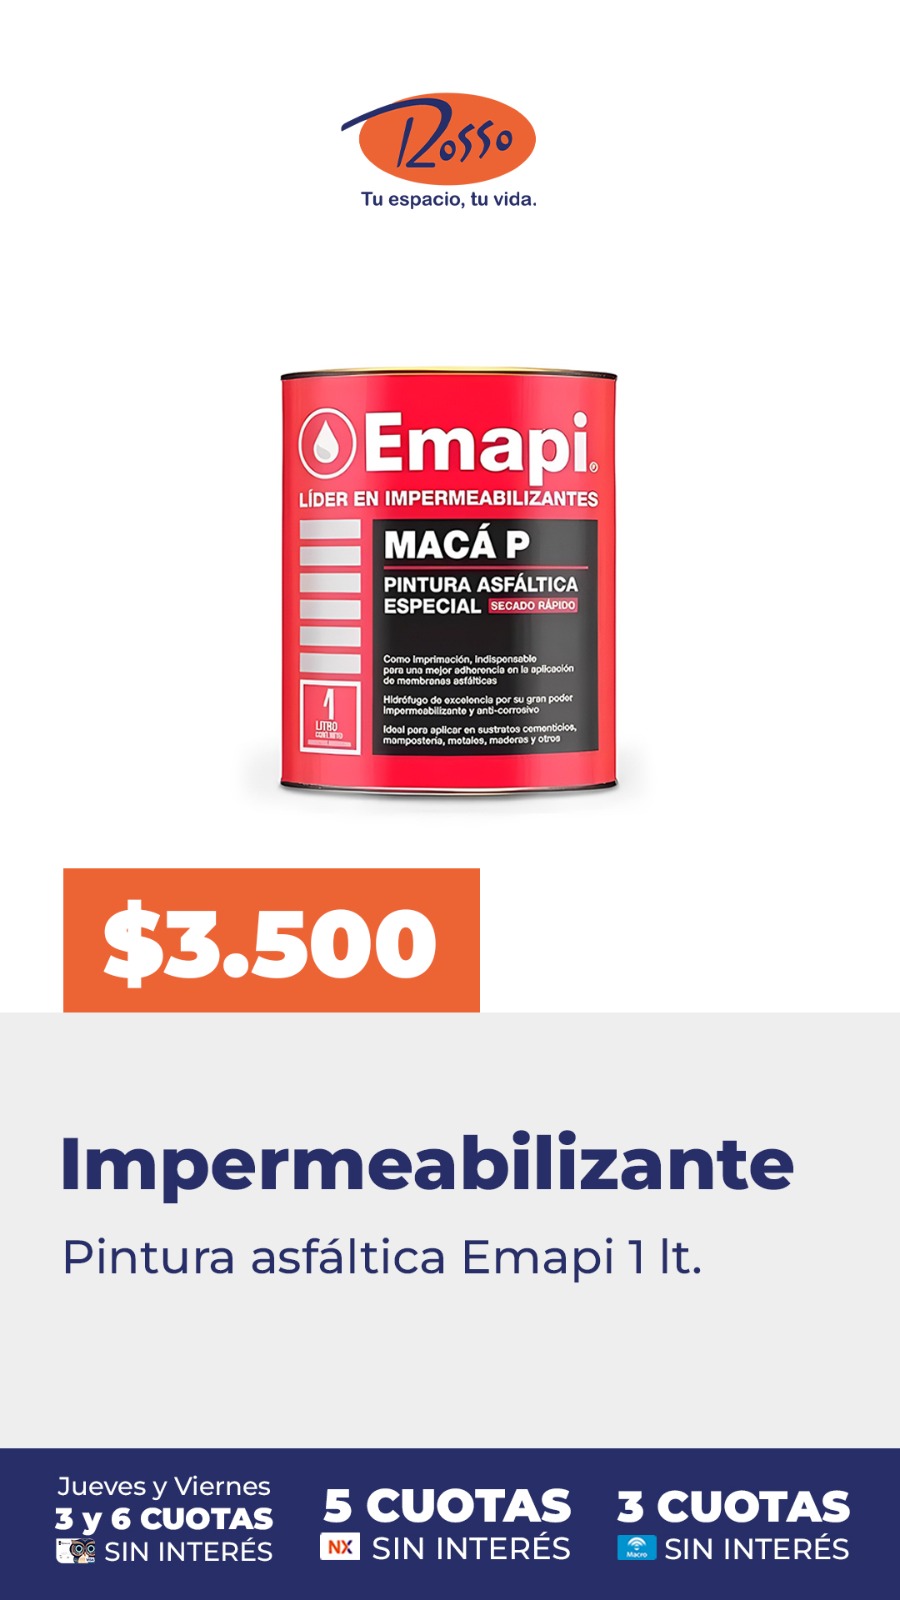 Rosso
Tu espacio, tu vida.
Emapi®
LÍDER EN IMPERMEABILIZANTES
MACÁ P
PINTURA ASFÁLTICA
ESPECIAL SECADO RÁPIDO
Como imprimación, indispensable
para una mejor adherencia en la aplicación
de membranas asfálticas
Hidrófugo de excelencia por su gran poder
impermeabilizante y anti-corrosivo
Ideal para aplicar en sustratos cementicios,
mampostería, metales, maderas y otros
1
LITRO
$3.500
Impermeabilizante
Pintura asfáltica Emapi 1 lt.
Jueves y Viernes
3 y 6 CUOTAS
SIN INTERÉS
5 CUOTAS
NX SIN INTERÉS
3 CUOTAS
Macro SIN INTERÉS